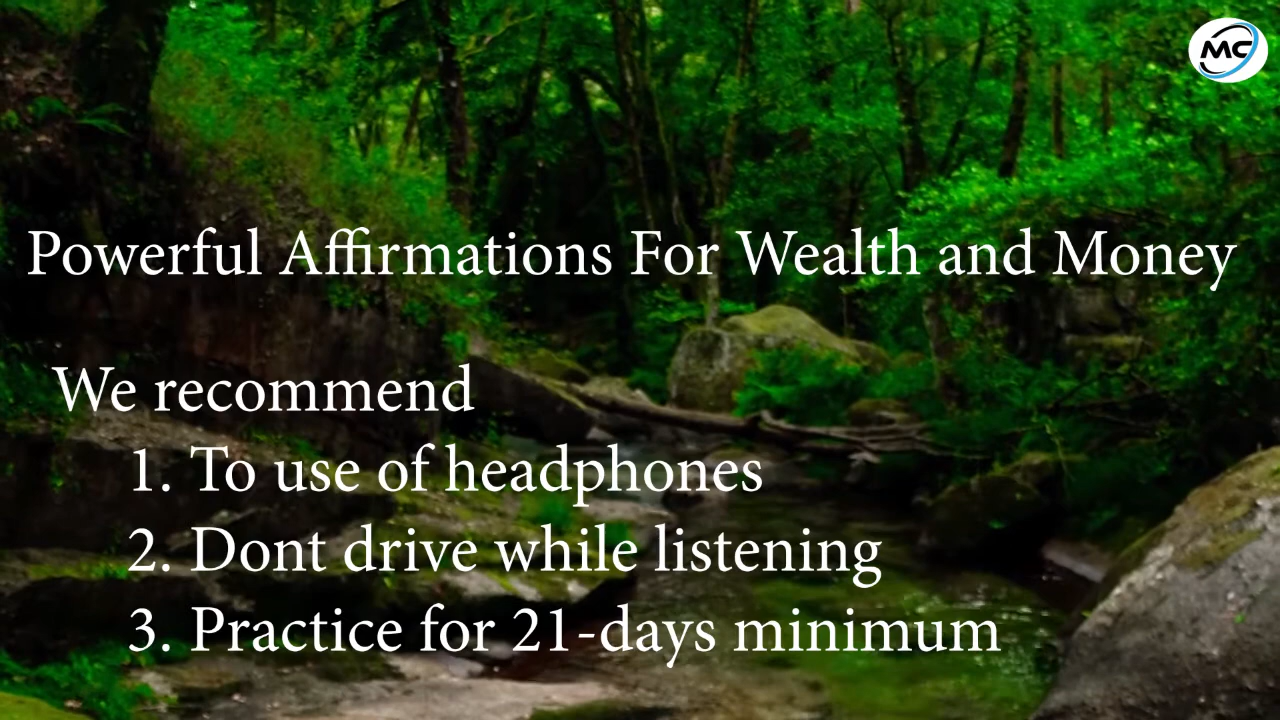 MC
Powerful Affirmations For Wealth and Money
We recommend
1. To use of headphones
2. Dont drive while listening
3. Practice for 21-days minimum